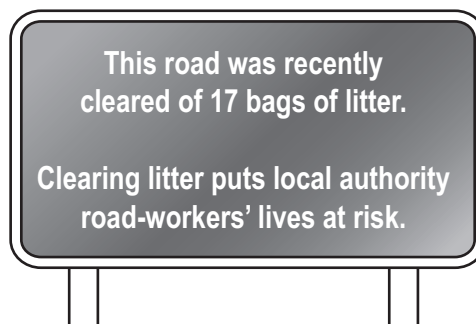 This road was recently
cleared of 17 bags of litter.
Clearing litter puts local authority
road-workers’ lives at risk.